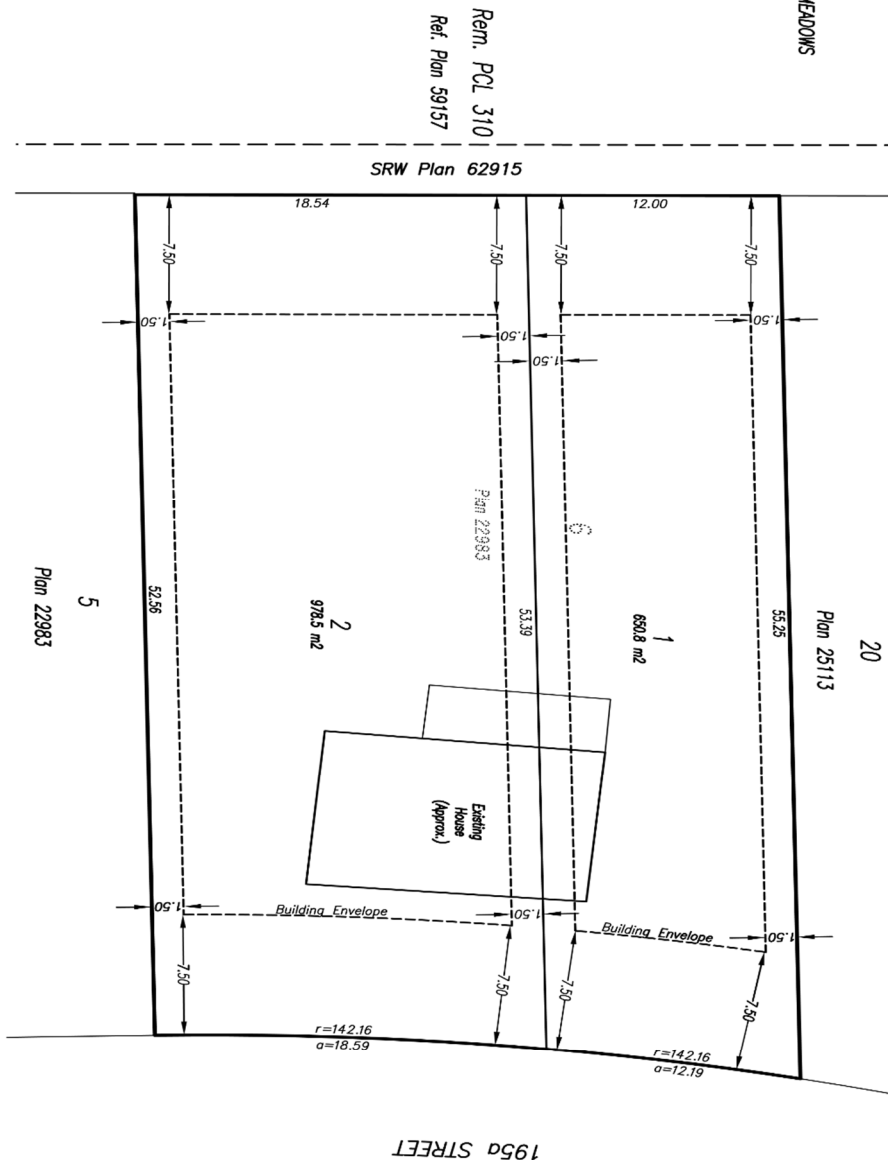 MEADOWS
Rem. PCL 310
Ref. Plan 59157
SRW Plan 62915
18.54
12.00
7.50
7.50
7.50
7.50
1.50
1.50
1.50
1.50
Plan 22983
6
5
Plan 22983
52.56
2
978.5 m2
53.39
1
650.8 m2
55.25
20
Plan 25113
Existing
House
(Approx.)
1.50
Building Envelope
1.50
Building Envelope
1.50
7.50
7.50
7.50
7.50
r=142.16
a=18.59
r=142.16
a=12.19
195a STREET